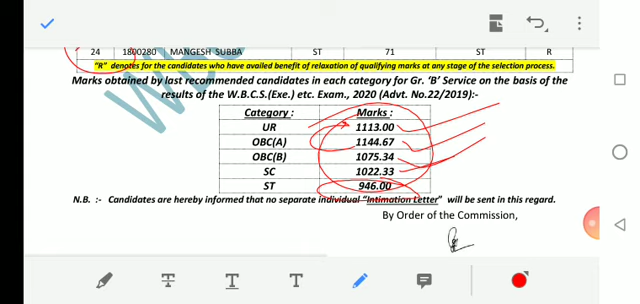 24 1800280 MANGESH SUBBA ST 71 ST R
"R" denotes for the candidates who have availed benefit of relaxation of qualifying marks at any stage of the selection process.
Marks obtained by last recommended candidates in each category for Gr. 'B' Service on the basis of the
results of the W.B.C.S.(Exe.) etc. Exam., 2020 (Advt. No.22/2019):-
Category : Marks :
UR 1113.00
OBC(A) 1144.67
OBC(B) 1075.34
SC 1022.33
ST 946.00
N.B. :- Candidates are hereby informed that no separate individual "Intimation Letter" will be sent in this regard.
By Order of the Commission,